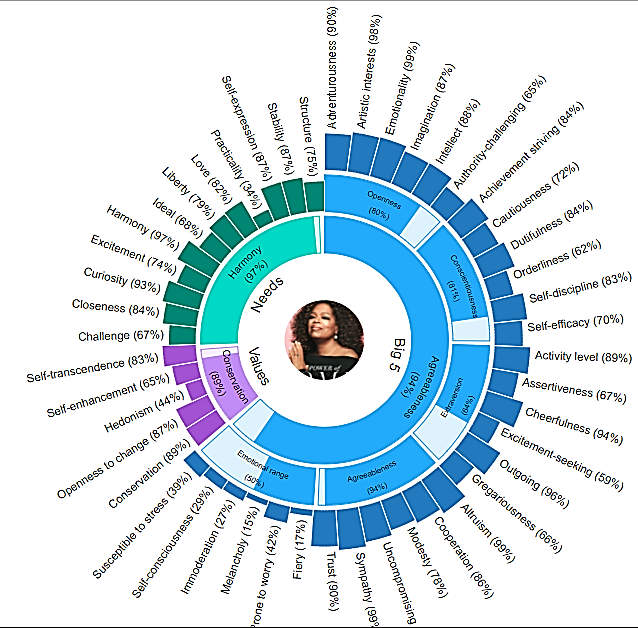 Adventurousness (90%)
Artistic interests (98%)
Emotionality (99%)
Imagination (87%)
Intellect (88%)
Authority-challenging (65%)
Achievement striving (84%)
Cautiousness (72%)
Dutifulness (84%)
Orderliness (62%)
Self-discipline (83%)
Self-efficacy (70%)
Activity level (89%)
Assertiveness (67%)
Cheerfulness (94%)
Excitement-seeking (59%)
Outgoing (96%)
Gregariousness (66%)
Altruism (99%)
Cooperation (86%)
Modesty (78%)
Uncompromising
Sympathy (99%
Trust (90%)
Fiery (17%)
rone to worry (42%)
Melancholy (15%)
Immoderation (27%)
Self-consciousness (29%)
Susceptible to stress (39%)
Conservation (89%)
Openness to change (87%)
Hedonism (44%)
Self-enhancement (65%)
Self-transcendence (83%)
Challenge (67%)
Closeness (84%)
Curiosity (93%)
Excitement (74%)
Harmony (97%)
Ideal (68%)
Liberty (79%)
Love (82%)
Practicality (34%)
Self-expression (87%)
Stability (87%)
Structure (75%)
Openness
(80%)
Conscientiousness
(81%)
Extraversion
(64%)
Agreeableness
(94%)
Emotional range
(50%)
Conservation
(89%)
Harmony
(97%)
Agreeableness
(94%)
Needs
Values
Big 5
POWER of